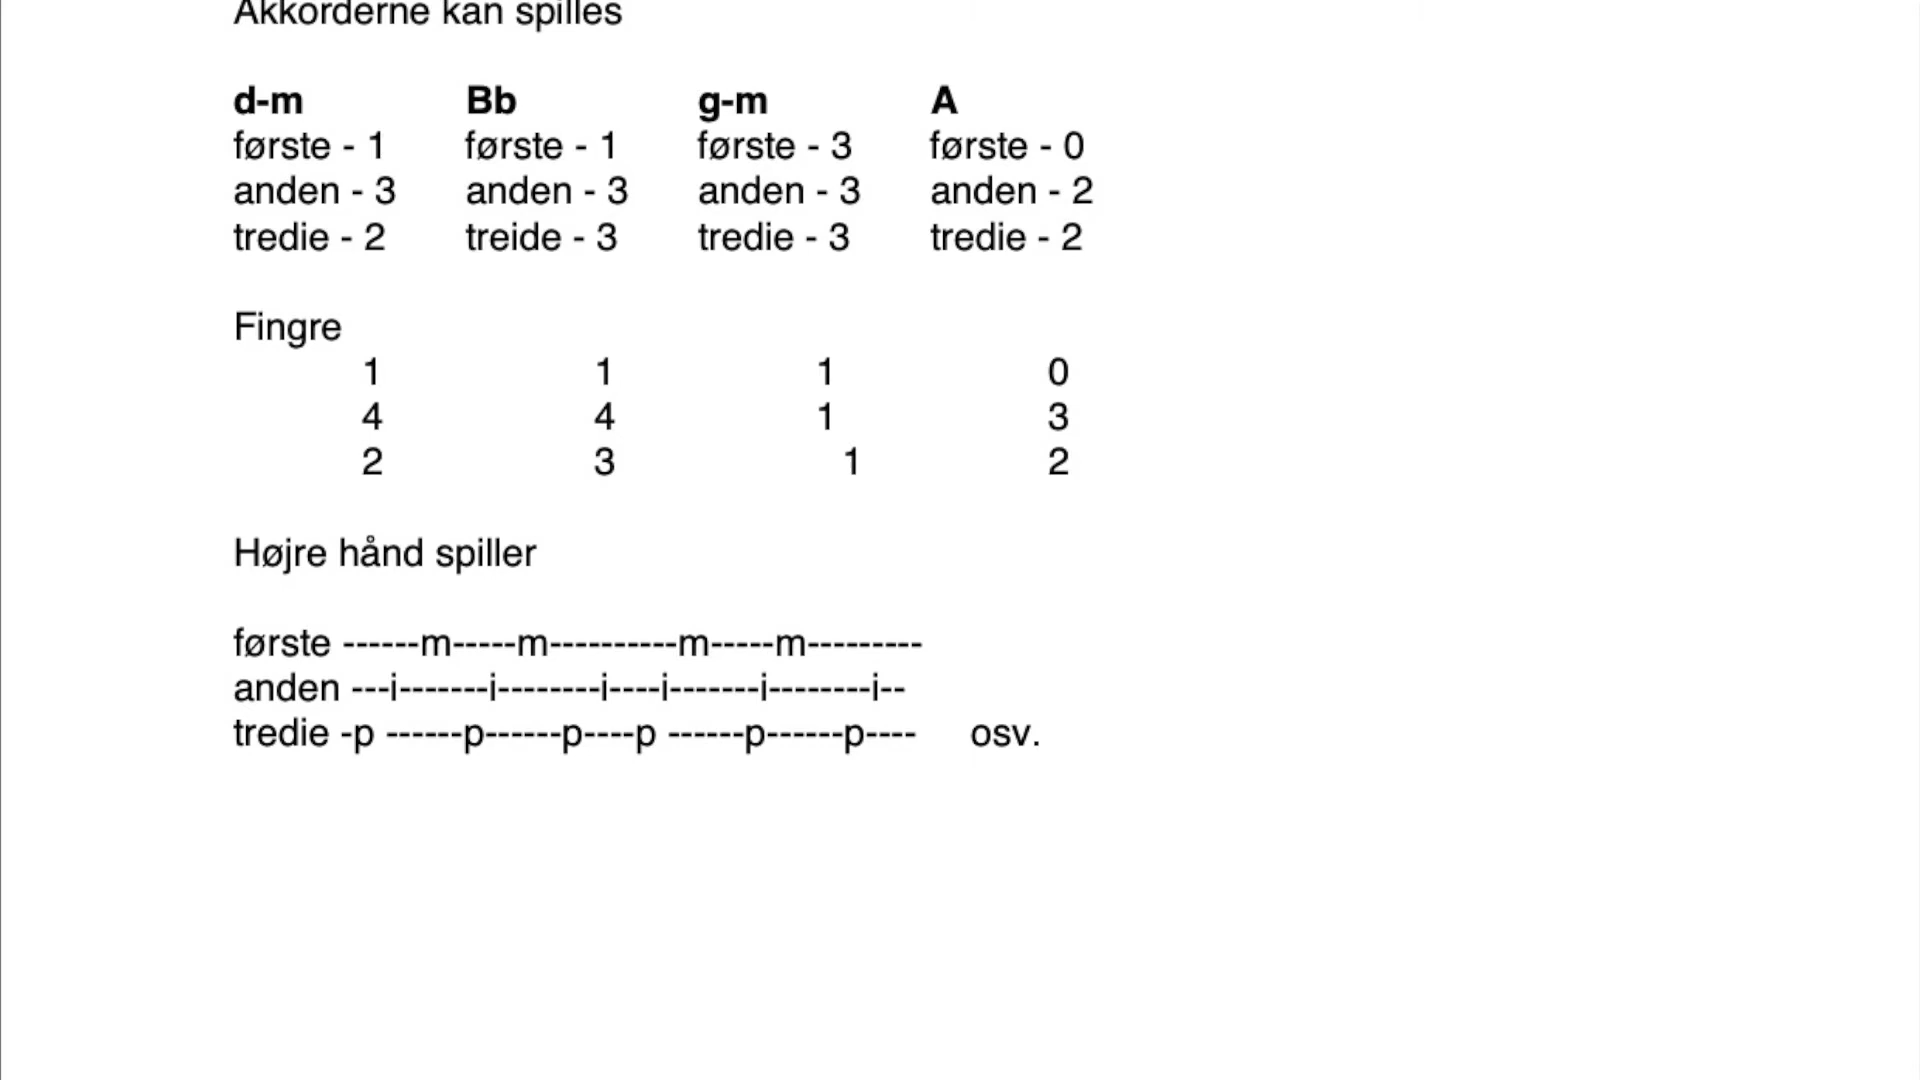 Akkorderne kan spilles
d-m Bb g-m A
første - 1 første - 1 første - 3 første - 0
anden - 3 anden - 3 anden - 3 anden - 2
tredie - 2 treide - 3 tredie - 3 tredie - 2
Fingre
1 1 1 0
4 4 1 3
2 3 1 2
Højre hånd spiller
første ------m-----m----------m-----m---------
anden ---i-------i--------i----i-------i--------i--
tredie -p ------p------p----p ------p------p---- osv.